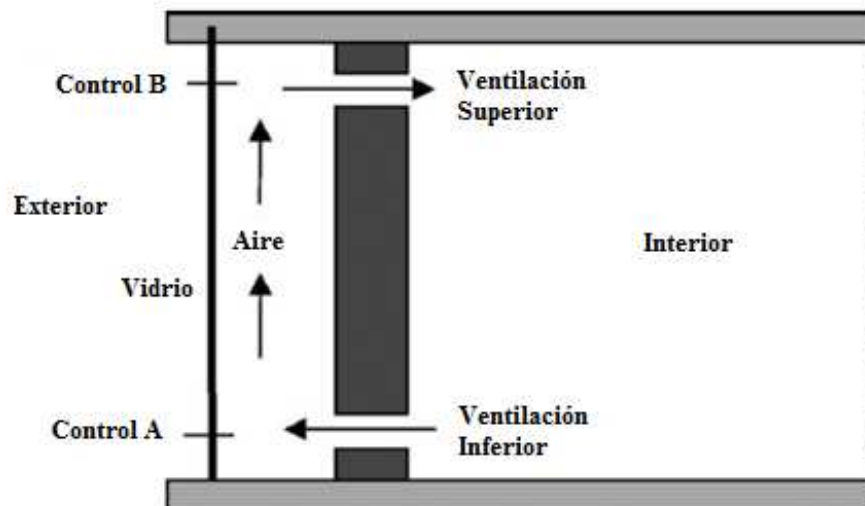 Control B
Ventilación
Superior
Exterior
Aire
Interior
Vidrio
Control A
Ventilación
Inferior